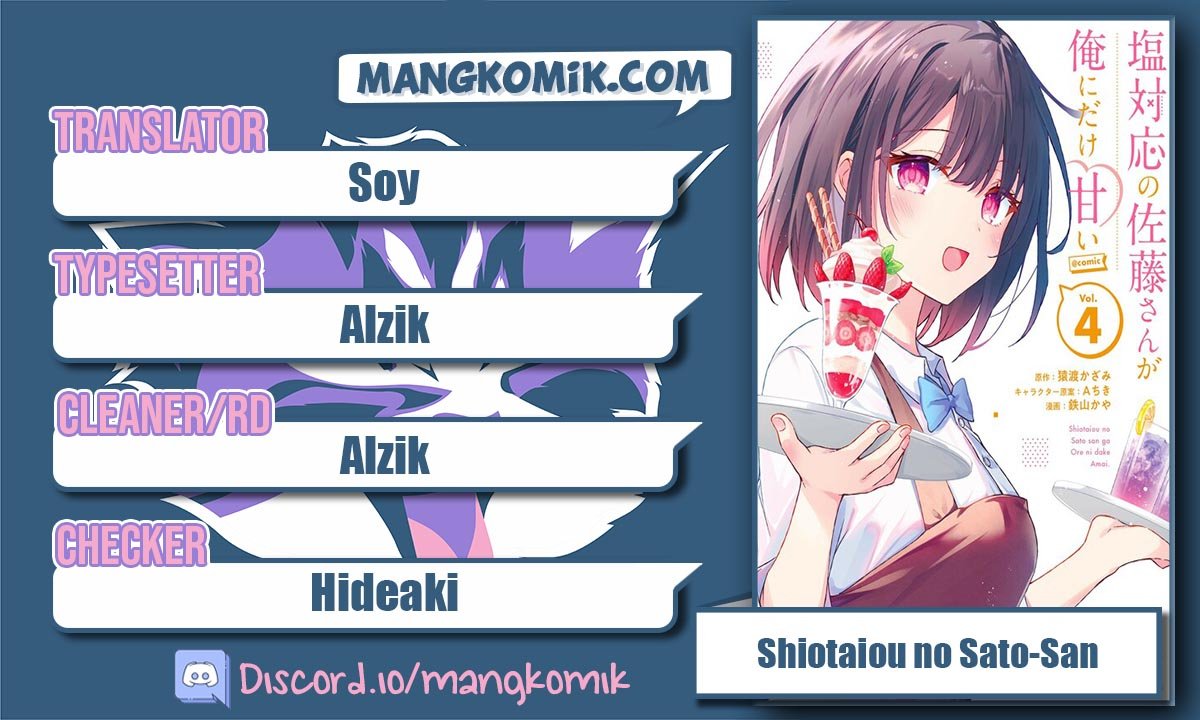 MANGKOMIK.COM
TRANSLATOR
Soy
TYPESETTER
Alzik
CLEANER/RD
Alzik
CHECKER
Hideaki
Discord.io/mangkomik
塩対応の佐藤さんが
俺にだけ甘い
@comic
Vol.
4
原作:猿渡かざみ
キャラクター原案:Aちき
漫画:鉄山かや
Shiotaiou no
Sato san ga
Ore ni dake
Amai.
Shiotaiou no Sato-San